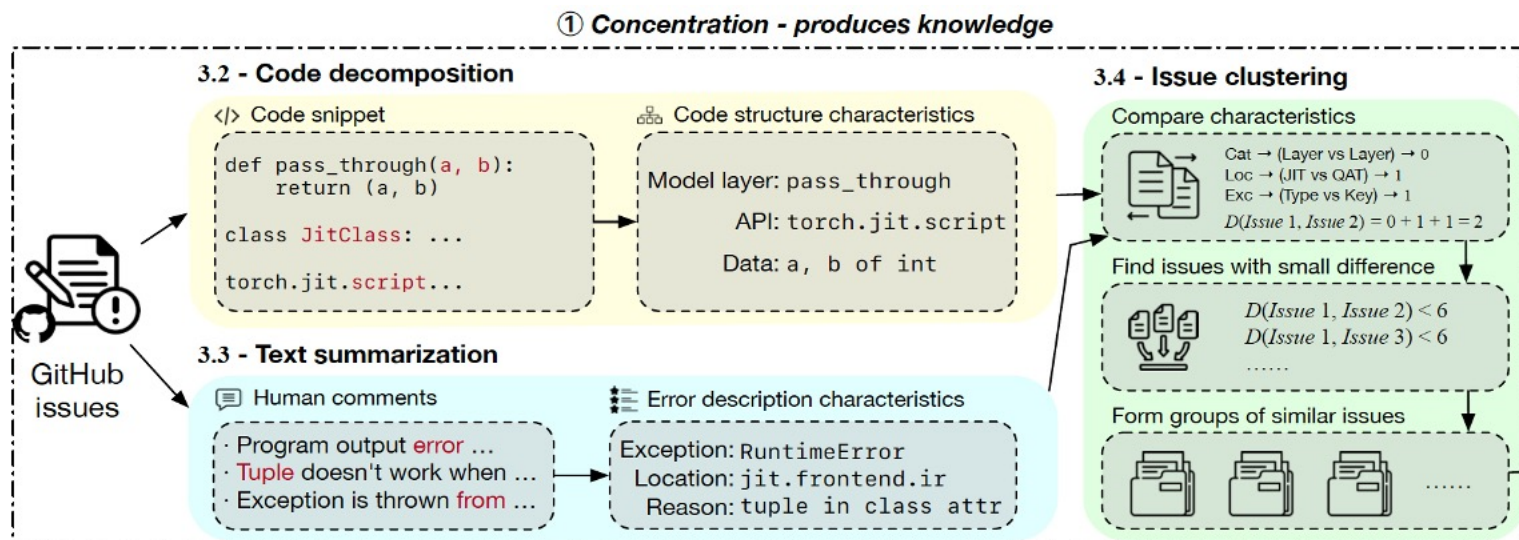 ① Concentration - produces knowledge
3.2 - Code decomposition
</> Code snippet
def pass_through(a, b):
return (a, b)
class JitClass: ...
torch.jit.script...
Code structure characteristics
Model layer: pass_through
API: torch.jit.script
Data: a, b of int
GitHub
issues
3.3 - Text summarization
Human comments
· Program output error ...
· Tuple doesn't work when ...
· Exception is thrown from ...
Error description characteristics
Exception: RuntimeError
Location: jit.frontend.ir
Reason: tuple in class attr
3.4 - Issue clustering
Compare characteristics
Cat → (Layer vs Layer) → 0
Loc → (JIT vs QAT) → 1
Exc → (Type vs Key) → 1
D(Issue 1, Issue 2) = 0 + 1 + 1 = 2
Find issues with small difference
D(Issue 1, Issue 2) < 6
D(Issue 1, Issue 3) < 6
......
Form groups of similar issues
......